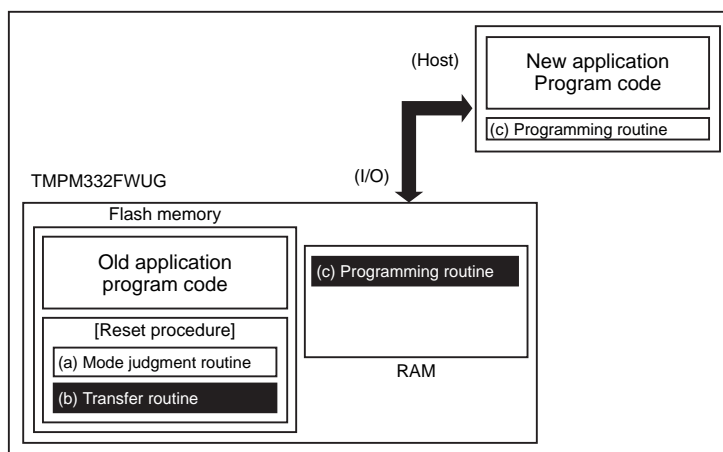 (Host)
New application
Program code
(c) Programming routine
(I/O)
TMPM332FWUG
Flash memory
Old application
program code
[Reset procedure]
(a) Mode judgment routine
(b) Transfer routine
(c) Programming routine
RAM